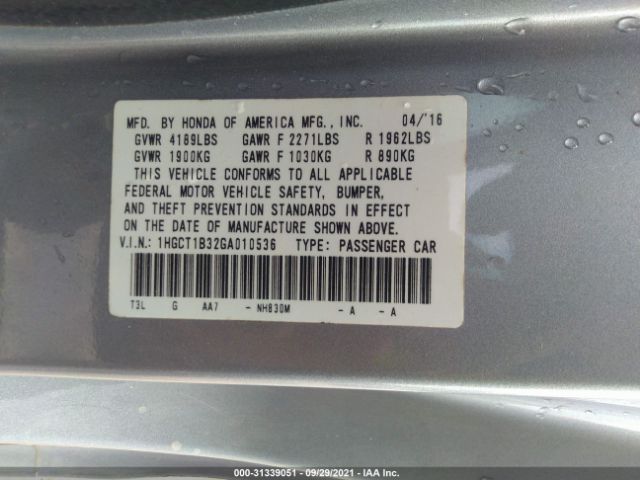 MFD. BY HONDA OF AMERICA MFG., INC. 04/'16
GVWR 4189LBS GAWR F 2271LBS R 1962LBS
GVWR 1900KG GAWR F 1030KG R 890KG
THIS VEHICLE CONFORMS TO ALL APPLICABLE
FEDERAL MOTOR VEHICLE SAFETY, BUMPER,
AND THEFT PREVENTION STANDARDS IN EFFECT
ON THE DATE OF MANUFACTURE SHOWN ABOVE.
V.I.N.: 1HGCT1B32GA010536 TYPE: PASSENGER CAR
T3L G AA7 - NH830M - A - A
000-31339051 - 09/29/2021 - IAA Inc.